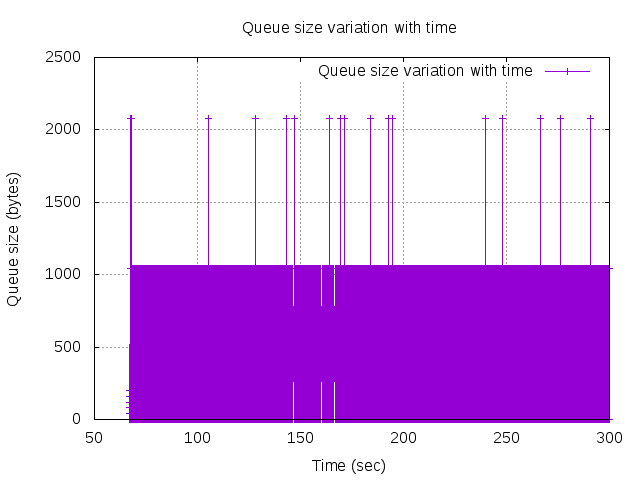 Queue size variation with time
Queue size variation with time
2500
2000
1500
1000
500
0
Queue size (bytes)
50 100 150 200 250 300
Time (sec)